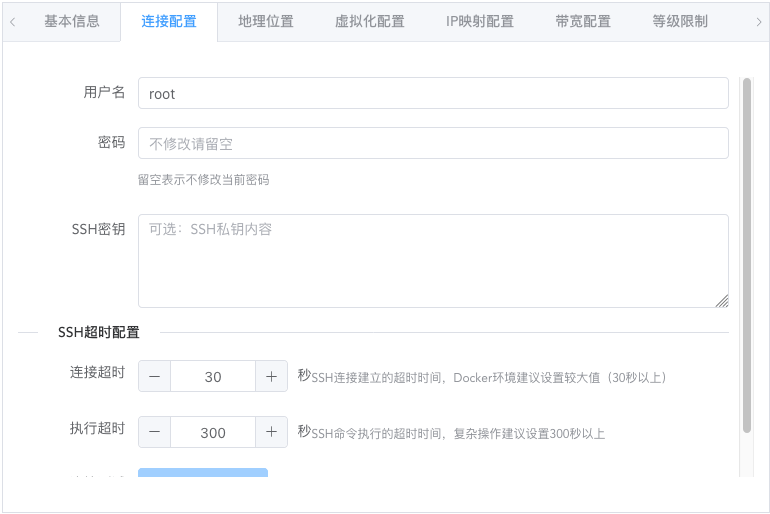 基本信息 连接配置 地理位置 虚拟化配置 IP映射配置 带宽配置 等级限制
用户名 root
密码 不修改请留空
留空表示不修改当前密码
SSH密钥 可选：SSH私钥内容
SSH超时配置
连接超时 30 秒SSH连接建立的超时时间，Docker环境建议设置较大值（30秒以上）
执行超时 300 秒SSH命令执行的超时时间，复杂操作建议设置300秒以上